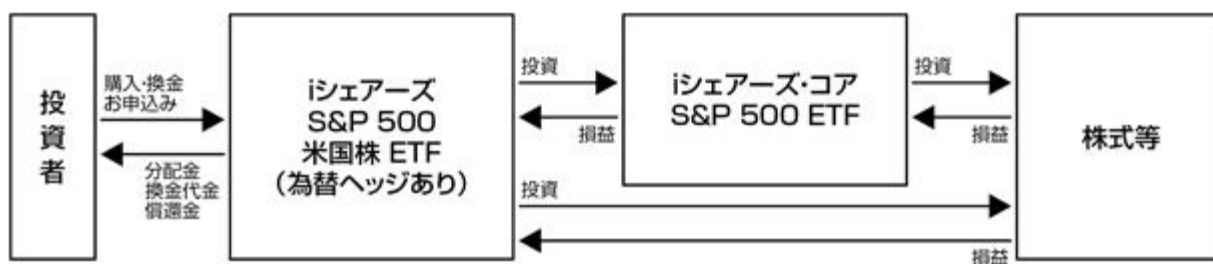 投資者
購入・換金
お申込み
分配金
換金代金
償還金
iシェアーズ
S&P 500
米国株 ETF
（為替ヘッジあり）
投資
損益
iシェアーズ・コア
S&P 500 ETF
投資
損益
投資
損益
株式等